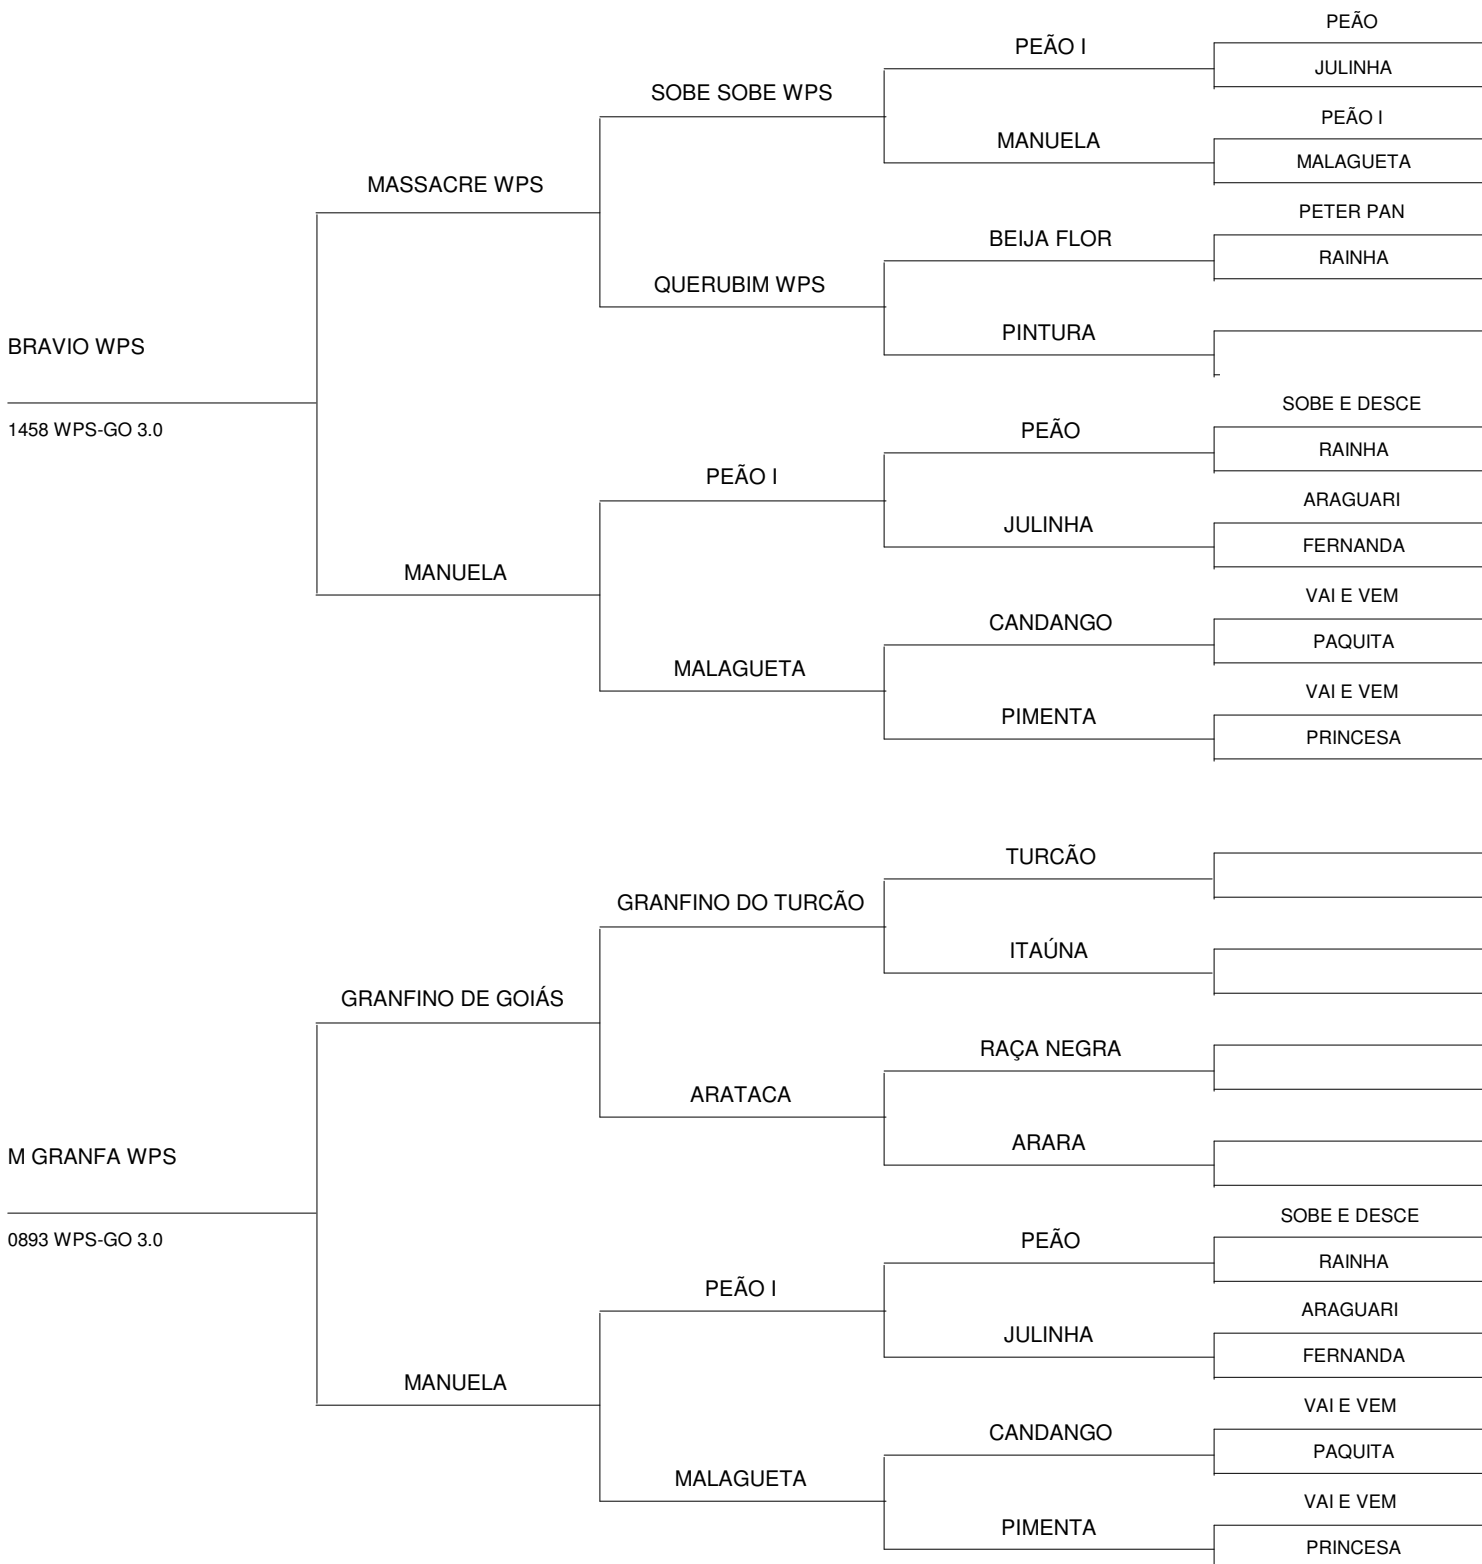 PEÃO
PEÃO I
JULINHA
SOBE SOBE WPS
PEÃO I
MANUELA
MALAGUETA
MASSACRE WPS
PETER PAN
BEIJA FLOR
RAINHA
QUERUBIM WPS
PINTURA
BRAVIO WPS
SOBE E DESCE
1458 WPS-GO 3.0
PEÃO
RAINHA
PEÃO I
ARAGUARI
JULINHA
FERNANDA
MANUELA
VAI E VEM
CANDANGO
PAQUITA
MALAGUETA
VAI E VEM
PIMENTA
PRINCESA
TURCÃO
GRANFINO DO TURCÃO
ITAÚNA
GRANFINO DE GOIÁS
RAÇA NEGRA
ARATACA
ARARA
M GRANFA WPS
SOBE E DESCE
0893 WPS-GO 3.0
PEÃO
RAINHA
PEÃO I
ARAGUARI
JULINHA
FERNANDA
MANUELA
VAI E VEM
CANDANGO
PAQUITA
MALAGUETA
VAI E VEM
PIMENTA
PRINCESA